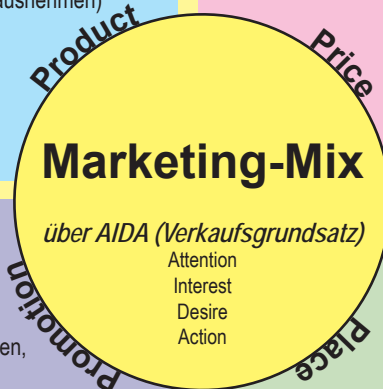 ausnehmen)
Product
Price
Marketing-Mix
über AIDA (Verkaufsgrundsatz)
Attention
Interest
Desire
Action
Promotion
Place
en,